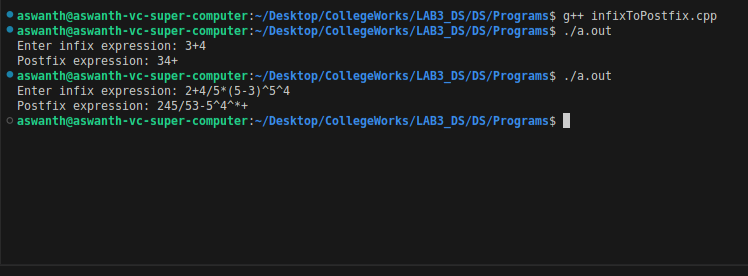 aswanth@aswanth-vc-super-computer:~/Desktop/CollegeWorks/LAB3_DS/DS/Programs$ g++ infixToPostfix.cpp
aswanth@aswanth-vc-super-computer:~/Desktop/CollegeWorks/LAB3_DS/DS/Programs$ ./a.out
Enter infix expression: 3+4
Postfix expression: 34+
aswanth@aswanth-vc-super-computer:~/Desktop/CollegeWorks/LAB3_DS/DS/Programs$ ./a.out
Enter infix expression: 2+4/5*(5-3)^5^4
Postfix expression: 245/53-5^4^*+
aswanth@aswanth-vc-super-computer:~/Desktop/CollegeWorks/LAB3_DS/DS/Programs$